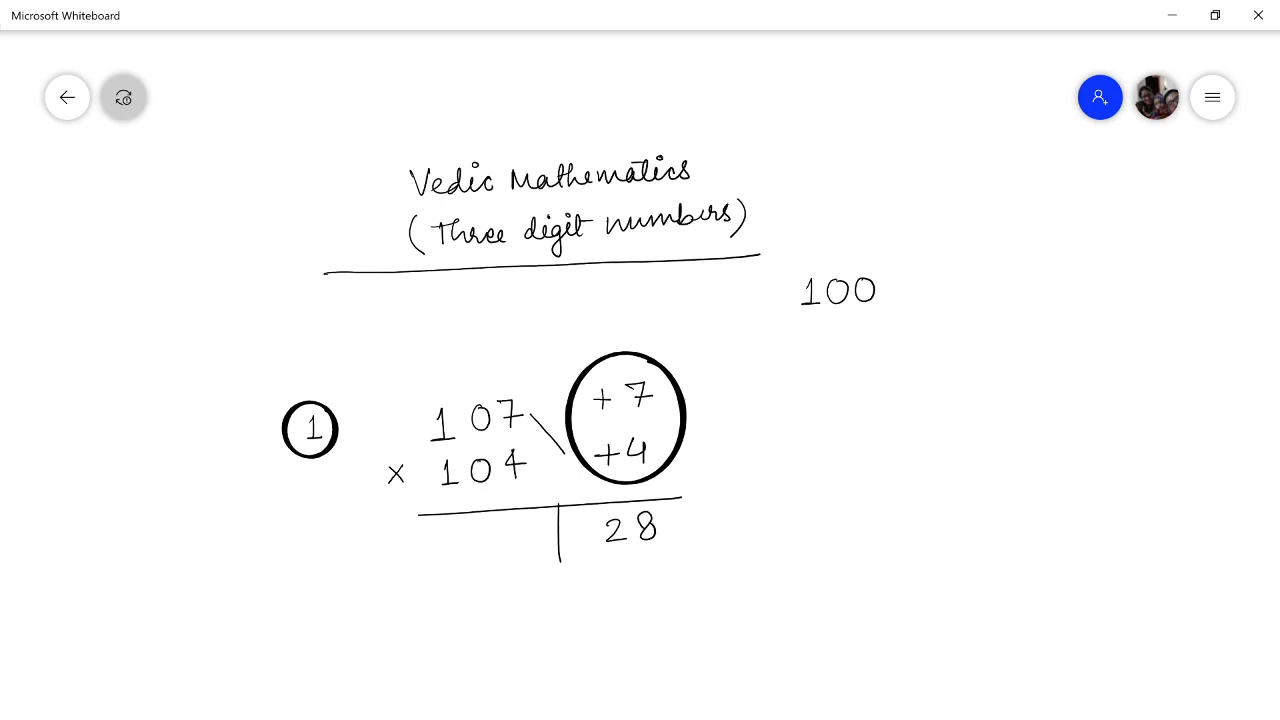 Microsoft Whiteboard
Vedic Mathematics
(Three digit numbers)
100
1
107 +7
x 104 +4
28